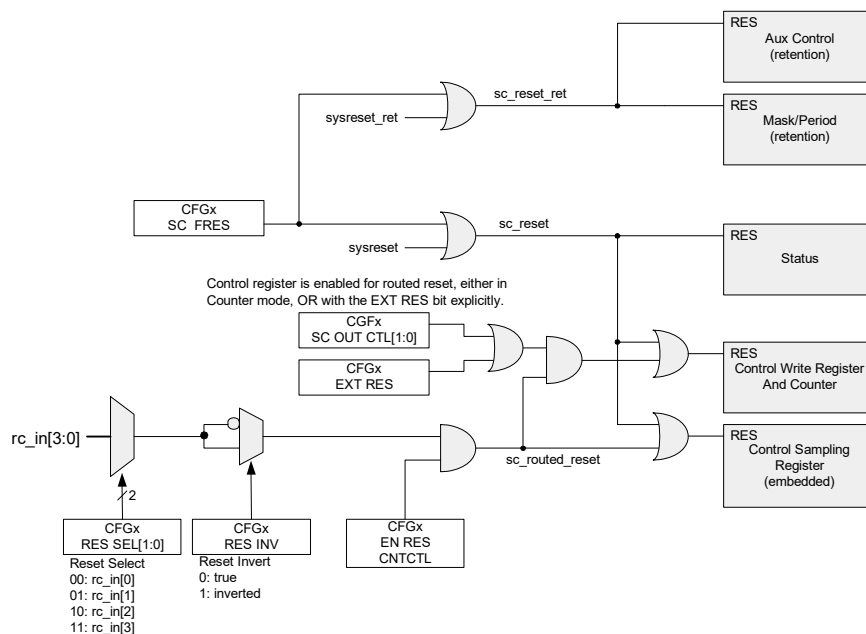 RES
Aux Control
(retention)
sc_reset_ret
sysreset_ret
RES
Mask/Period
(retention)
CFGx
SC FRES
sc_reset
sysreset
RES
Status
Control register is enabled for routed reset, either in
Counter mode, OR with the EXT RES bit explicitly.
CGFx
SC OUT CTL[1:0]
CFGx
EXT RES
RES
Control Write Register
And Counter
rc_in[3:0]
sc_routed_reset
RES
Control Sampling
Register
(embedded)
2
CFGx
RES SEL[1:0]
CFGx
RES INV
CFGx
EN RES
CNTCTL
Reset Select
00: rc_in[0]
01: rc_in[1]
10: rc_in[2]
11: rc_in[3]
Reset Invert
0: true
1: inverted